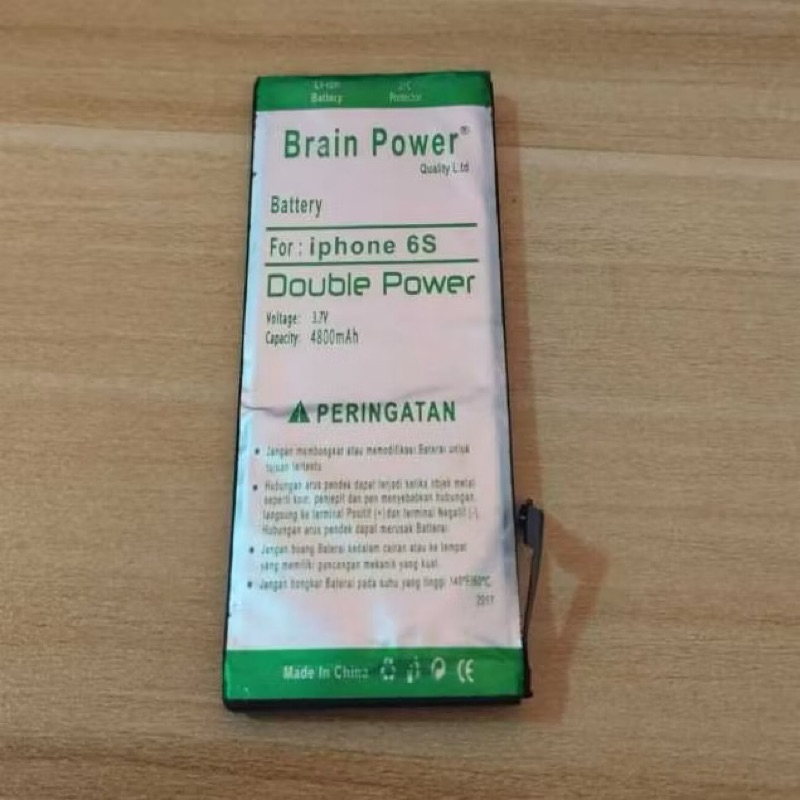 Li-ion I/C
Battery Protector
Brain Power®
Quality L.td
Battery
For : iphone 6S
Double Power
Voltage: 3.7V
Capacity: 4800mAh
PERINGATAN
Jangan membongkar atau memodifikasi Baterai untuk
tujuan tertentu
Hubungan arus pendek dapat terjadi ketika objek metal
seperti koin, penjepit dan pen menyebabkan hubungan
langsung ke terminal Positif (+) dan terminal Negatif (-).
Hubungan arus pendek dapat merusak Baterai
Jangan buang Baterai kedalam cairan atau ke tempat
yang memiliki guncangan mekanik yang kuat
Jangan bongkar Baterai pada suhu yang tinggi 140°F/60°C
2017
Made In China CE